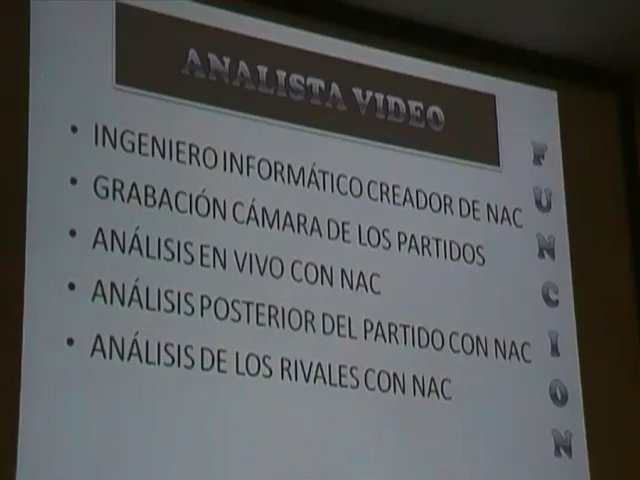 ANALISTA VIDEO
• INGENIERO INFORMÁTICO CREADOR DE NAC
• GRABACIÓN CÁMARA DE LOS PARTIDOS
• ANÁLISIS EN VIVO CON NAC
• ANÁLISIS POSTERIOR DEL PARTIDO CON NAC
• ANÁLISIS DE LOS RIVALES CON NAC
FUNCION